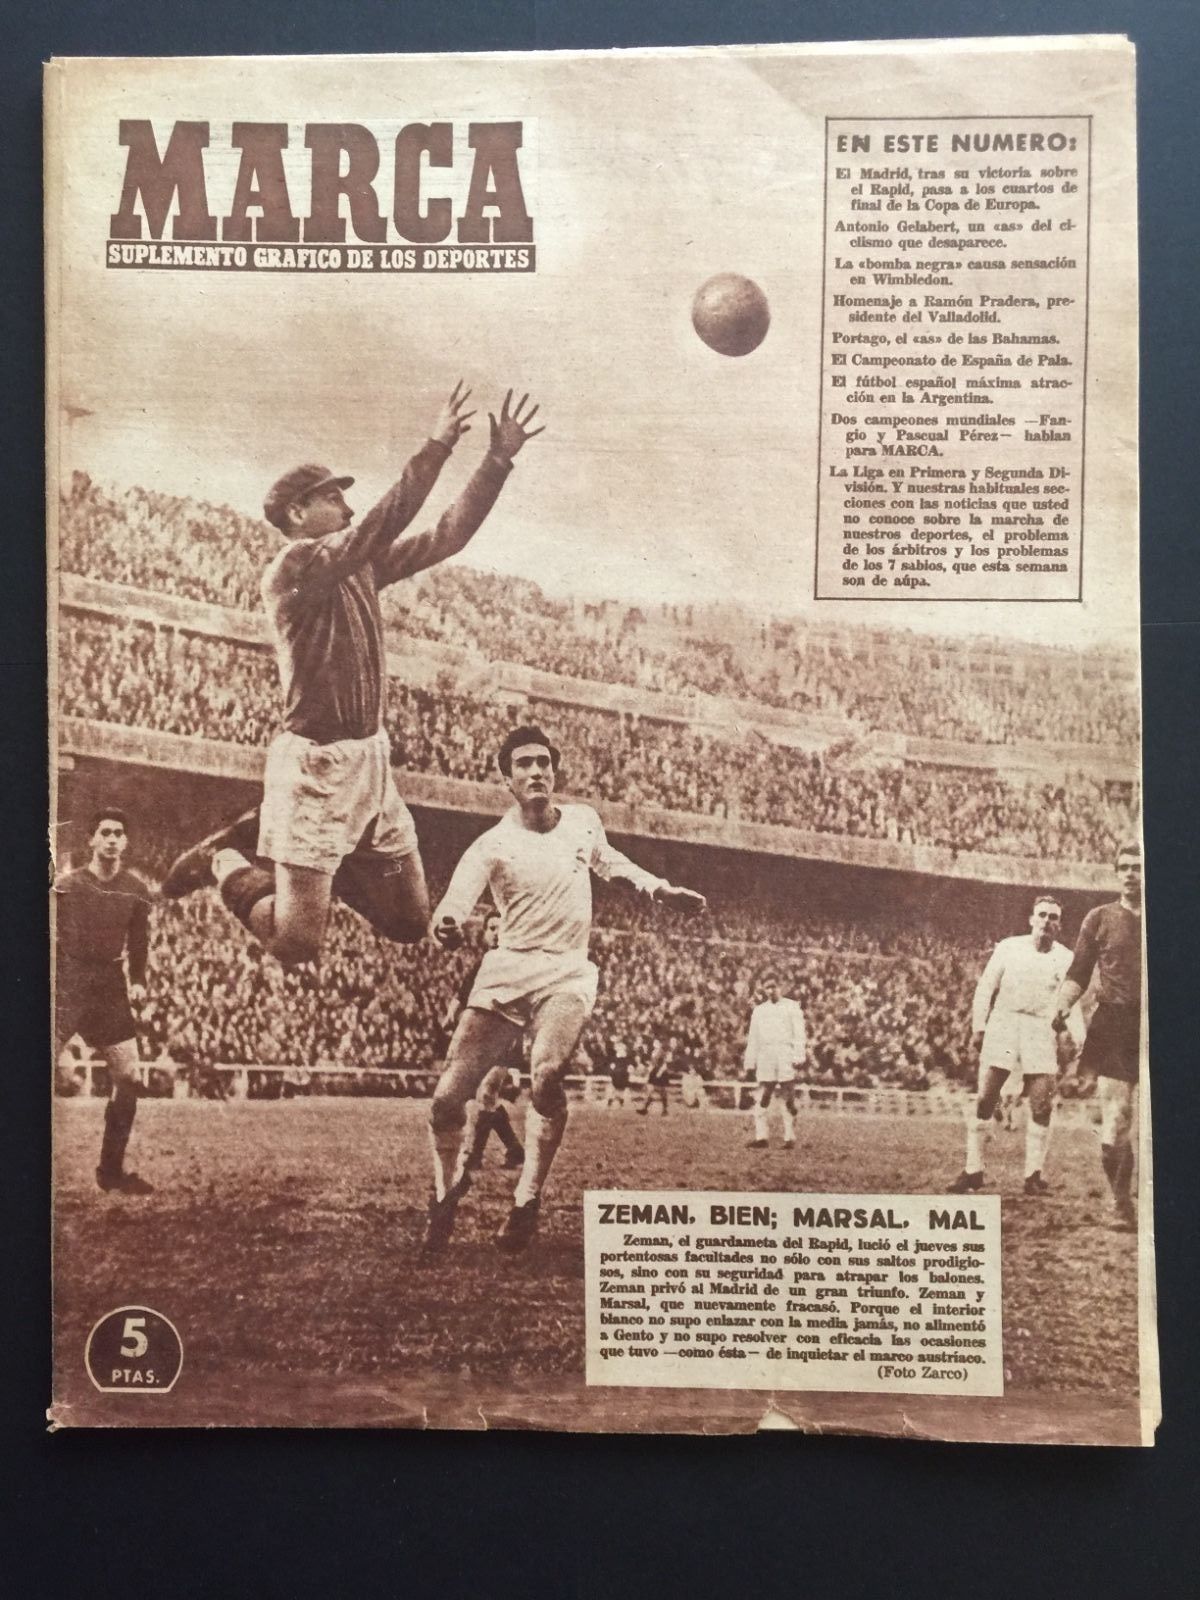 MARCA
SUPLEMENTO GRAFICO DE LOS DEPORTES
EN ESTE NUMERO:
El Madrid, tras su victoria sobre
el Rapid, pasa a los cuartos de
final de la Copa de Europa.
Antonio Gelabert, un «as» del ci-
clismo que desaparece.
La «bomba negra» causa sensación
en Wimbledon.
Homenaje a Ramón Pradera, pre-
sidente del Valladolid.
Portago, el «as» de las Bahamas.
El Campeonato de España de Pala.
El fútbol español máxima atrac-
ción en la Argentina.
Dos campeones mundiales —Fan-
gio y Pascual Pérez— hablan
para MARCA.
La Liga en Primera y Segunda Di-
visión. Y nuestras habituales sec-
ciones con las noticias que usted
no conoce sobre la marcha de
nuestros deportes, el problema
de los árbitros y los problemas
de los 7 sabios, que esta semana
son de aúpa.
ZEMAN, BIEN; MARSAL, MAL
Zeman, el guardameta del Rapid, lució el jueves sus
portentosas facultades no sólo con sus saltos prodigio-
sos, sino con su seguridad para atrapar los balones.
Zeman privó al Madrid de un gran triunfo. Zeman y
Marsal, que nuevamente fracasó. Porque el interior
blanco no supo enlazar con la media jamás, no alimentó
a Gento y no supo resolver con eficacia las ocasiones
que tuvo —como ésta— de inquietar el marco austríaco.
(Foto Zarco)
5
PTAS.